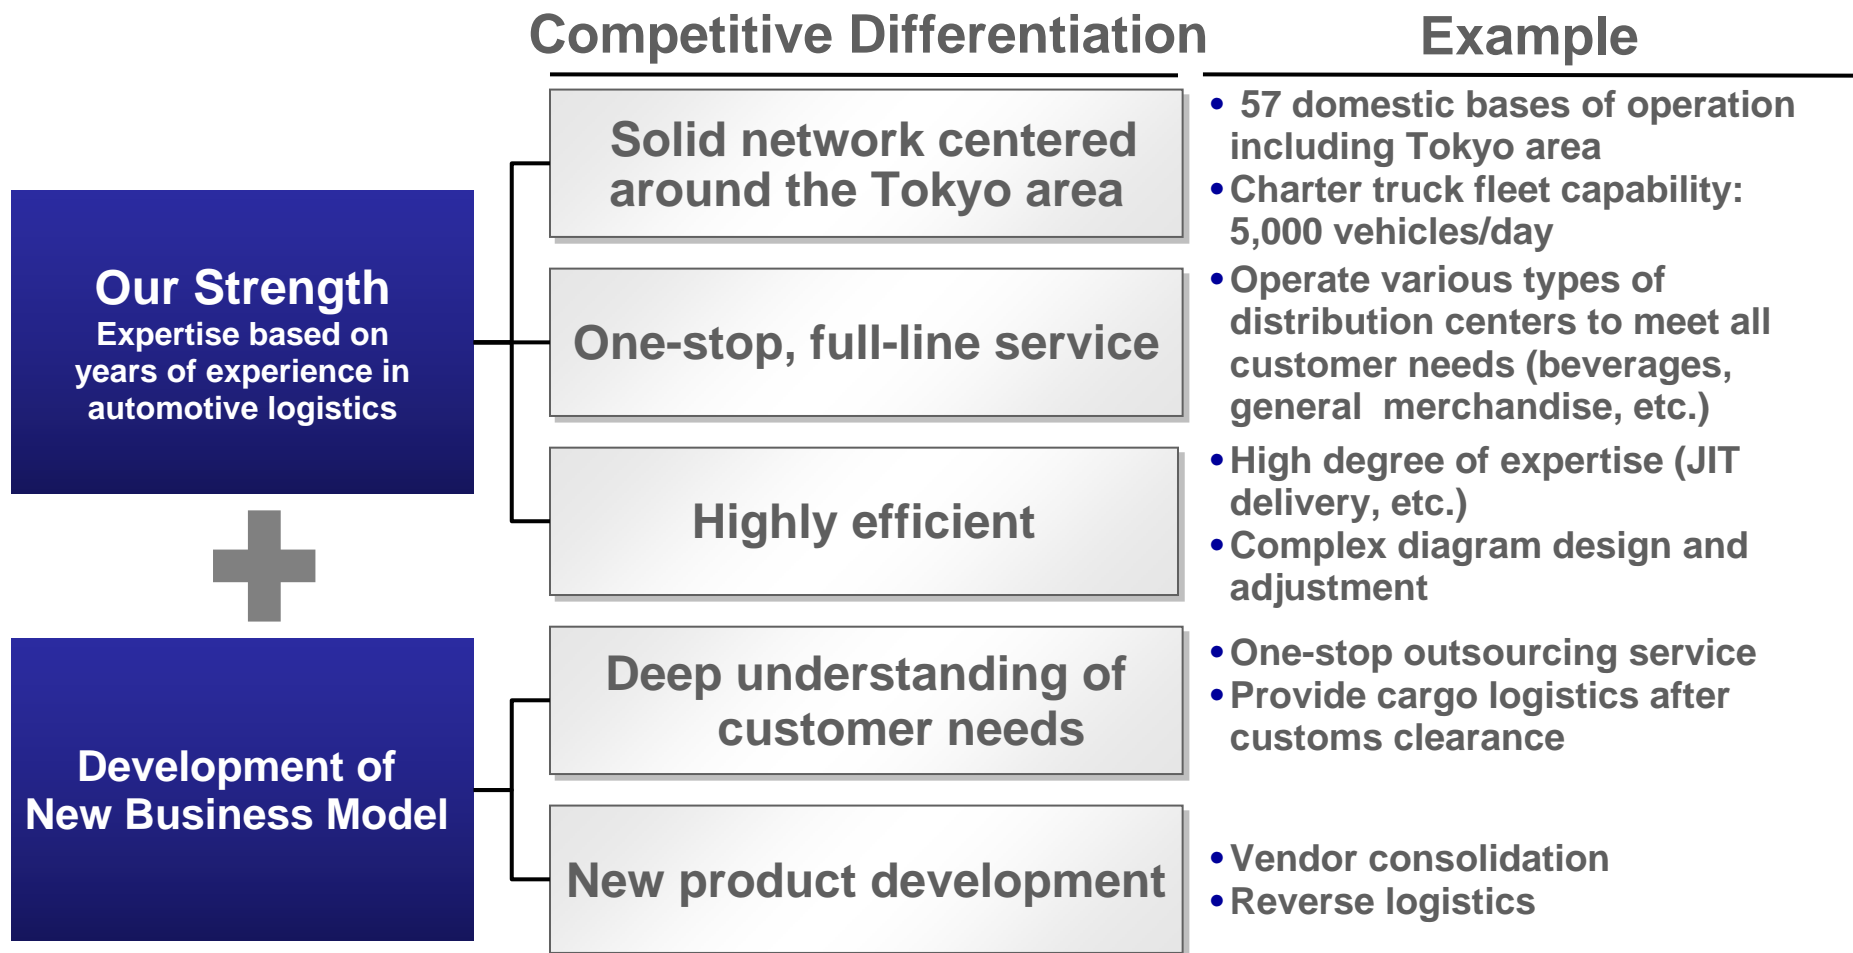 Competitive Differentiation
Example
Our Strength
Expertise based on
years of experience in
automotive logistics
Solid network centered
around the Tokyo area
• 57 domestic bases of operation
including Tokyo area
• Charter truck fleet capability:
5,000 vehicles/day
One-stop, full-line service
• Operate various types of
distribution centers to meet all
customer needs (beverages,
general merchandise, etc.)
Highly efficient
• High degree of expertise (JIT
delivery, etc.)
• Complex diagram design and
adjustment
Development of
New Business Model
Deep understanding of
customer needs
• One-stop outsourcing service
• Provide cargo logistics after
customs clearance
New product development
• Vendor consolidation
• Reverse logistics